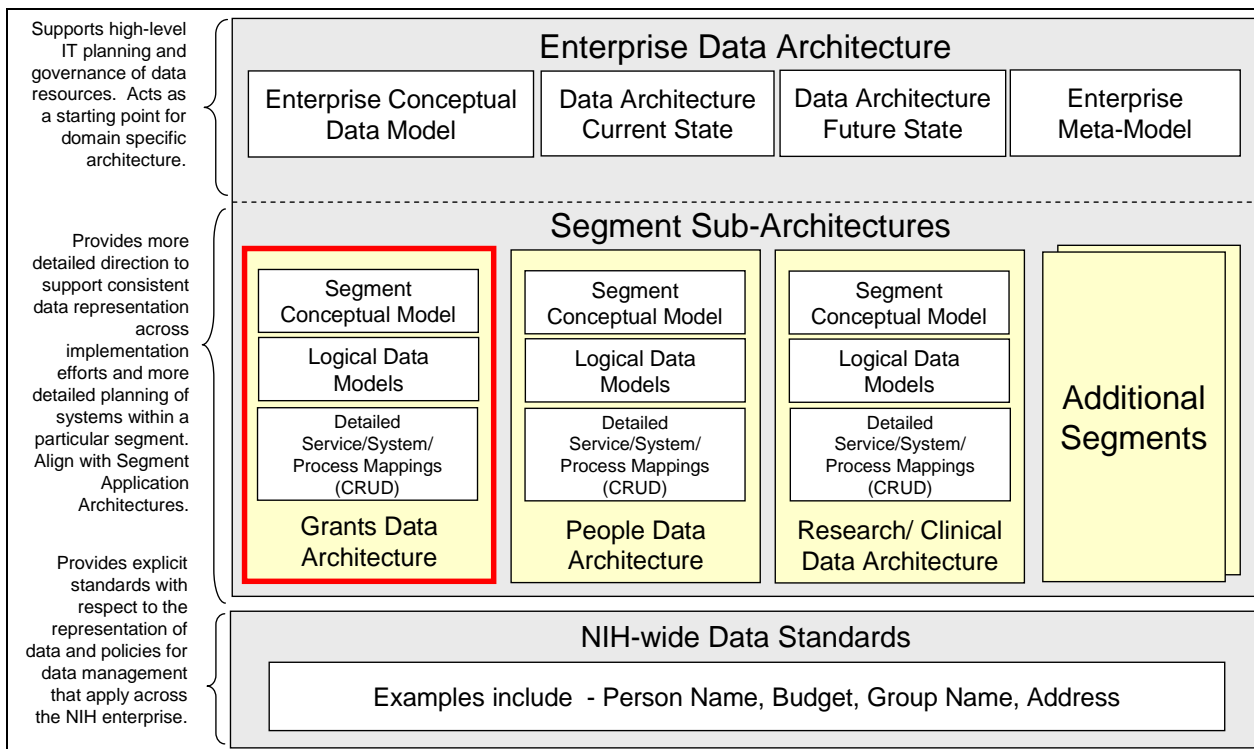 Supports high-level
IT planning and
governance of data
resources.  Acts as
a starting point for
domain specific
architecture.
Enterprise Data Architecture
Enterprise Conceptual
Data Model
Data Architecture
Current State
Data Architecture
Future State
Enterprise
Meta-Model
Provides more
detailed direction to
support consistent
data representation
across
implementation
efforts and more
detailed planning of
systems within a
particular segment.
Align with Segment
Application
Architectures.
Segment Sub-Architectures
Segment
Conceptual Model
Logical Data
Models
Detailed
Service/System/
Process Mappings
(CRUD)
Grants Data
Architecture
Segment
Conceptual Model
Logical Data
Models
Detailed
Service/System/
Process Mappings
(CRUD)
People Data
Architecture
Segment
Conceptual Model
Logical Data
Models
Detailed
Service/System/
Process Mappings
(CRUD)
Research/ Clinical
Data Architecture
Additional
Segments
Provides explicit
standards with
respect to the
representation of
data and policies for
data management
that apply across
the NIH enterprise.
NIH-wide Data Standards
Examples include  - Person Name, Budget, Group Name, Address